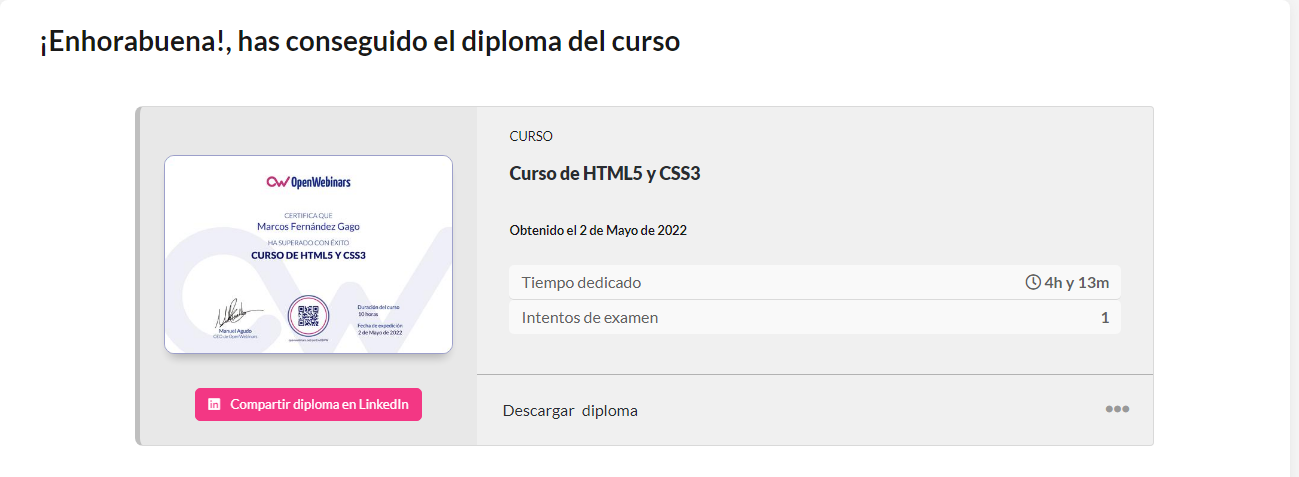 ¡Enhorabuena!, has conseguido el diploma del curso
OpenWebinars
CERTIFICA QUE
Marcos Fernández Gago
HA SUPERADO CON ÉXITO
CURSO DE HTML5 Y CSS3
Manuel Agudo
CEO de OpenWebinars
Duración del curso
10 horas
Fecha de expedición
2 de Mayo de 2022
Compartir diploma en LinkedIn
CURSO
Curso de HTML5 y CSS3
Obtenido el 2 de Mayo de 2022
Tiempo dedicado 4h y 13m
Intentos de examen 1
Descargar diploma